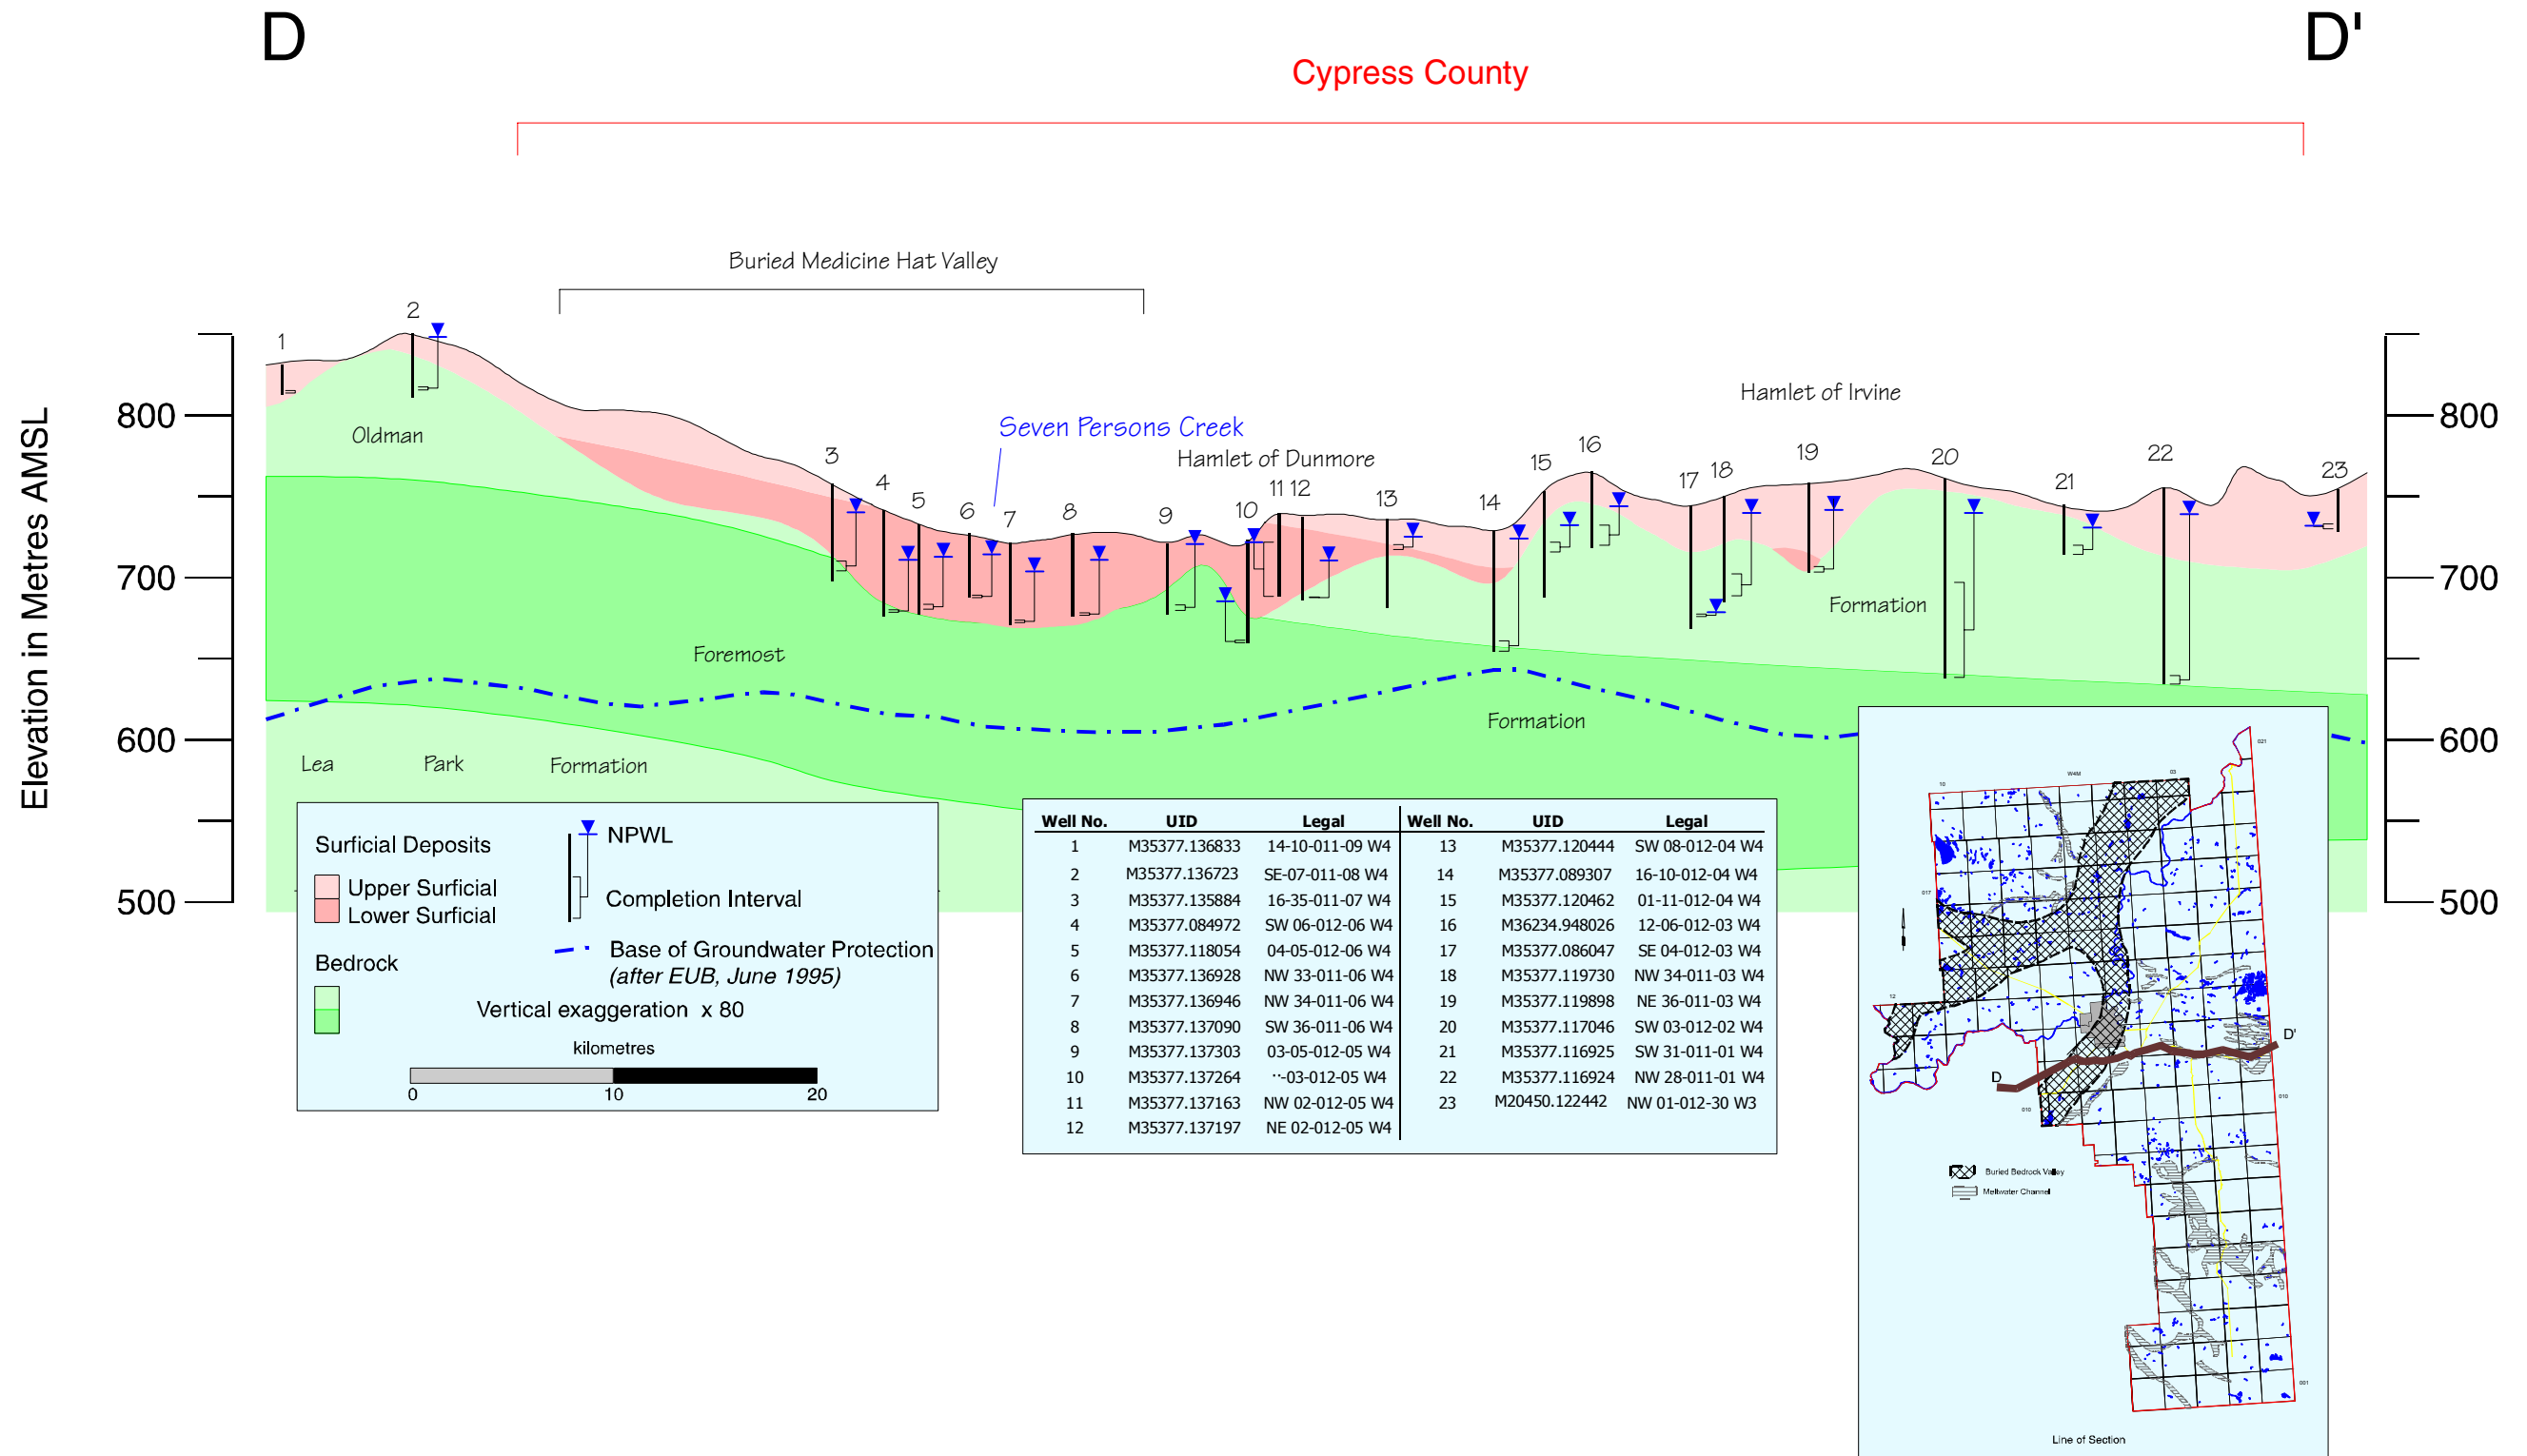 D
D'
Cypress County
Buried Medicine Hat Valley
Seven Persons Creek
Hamlet of Dunmore
Hamlet of Irvine
1
2
3
4
5
6
7
8
9
10
11
12
13
14
15
16
17
18
19
20
21
22
23
Elevation in Metres AMSL
800
700
600
500
800
700
600
500
Oldman
Formation
Foremost
Formation
Lea Park Formation
Surficial Deposits
Upper Surficial
Lower Surficial
Bedrock
NPWL
Completion Interval
Base of Groundwater Protection
(after EUB, June 1995)
Vertical exaggeration x 80
kilometres
0 10 20
Well No. UID Legal Well No. UID Legal
1 M35377.136833 14-10-011-09 W4 13 M35377.120444 SW 08-012-04 W4
2 M35377.136723 SE-07-011-08 W4 14 M35377.089307 16-10-012-04 W4
3 M35377.135884 16-35-011-07 W4 15 M35377.120462 01-11-012-04 W4
4 M35377.084972 SW 06-012-06 W4 16 M36234.948026 12-06-012-03 W4
5 M35377.118054 04-05-012-06 W4 17 M35377.086047 SE 04-012-03 W4
6 M35377.136928 NW 33-011-06 W4 18 M35377.119730 NW 34-011-03 W4
7 M35377.136946 NW 34-011-06 W4 19 M35377.119898 NE 36-011-03 W4
8 M35377.137090 SW 36-011-06 W4 20 M35377.117046 SW 03-012-02 W4
9 M35377.137303 03-05-012-05 W4 21 M35377.116925 SW 31-011-01 W4
10 M35377.137264 ··-03-012-05 W4 22 M35377.116924 NW 28-011-01 W4
11 M35377.137163 NW 02-012-05 W4 23 M20450.122442 NW 01-012-30 W3
12 M35377.137197 NE 02-012-05 W4
021
W4M
03
10
017
12
D'
D
010
010
Buried Bedrock Valley
Meltwater Channel
001
Line of Section